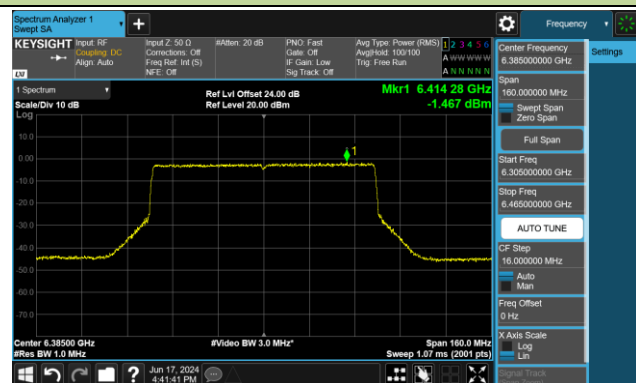 Spectrum Analyzer 1
Swept SA
+
Frequency
KEYSIGHT
Input: RF
Coupling: DC
Align: Auto
Input Z: 50 Ω
Corrections: Off
Freq Ref: Int (S)
NFE: Off
#Atten: 20 dB
PNO: Fast
Gate: Off
IF Gain: Low
Sig Track: Off
Avg Type: Power (RMS)
Avg|Hold: 100/100
Trig: Free Run
1 2 3 4 5 6
A W W W W W
A N N N N N
LXI
Center Frequency
6.385000000 GHz
Settings
Span
160.000000 MHz
Swept Span
Zero Span
Full Span
Start Freq
6.305000000 GHz
Stop Freq
6.465000000 GHz
AUTO TUNE
CF Step
16.000000 MHz
Auto
Man
Freq Offset
0 Hz
X Axis Scale
Log
Lin
Signal Track
1 Spectrum
Scale/Div 10 dB
Log
Ref Lvl Offset 24.00 dB
Ref Level 20.00 dBm
Mkr1 6.414 28 GHz
-1.467 dBm
1
10.0
0.00
-10.0
-20.0
-30.0
-40.0
-50.0
-60.0
-70.0
Center 6.38500 GHz
#Res BW 1.0 MHz
#Video BW 3.0 MHz*
Span 160.0 MHz
Sweep 1.07 ms (2001 pts)
?
Jun 17, 2024
4:41:41 PM